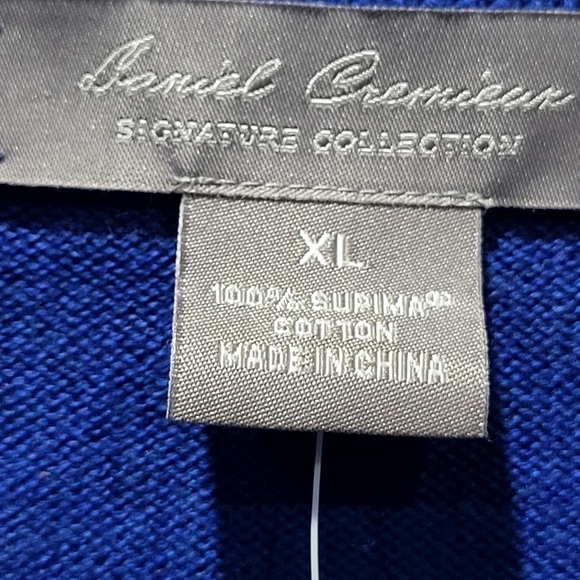 Daniel Cremieux
SIGNATURE COLLECTION
XL
100% SUPIMA®
COTTON
MADE IN CHINA